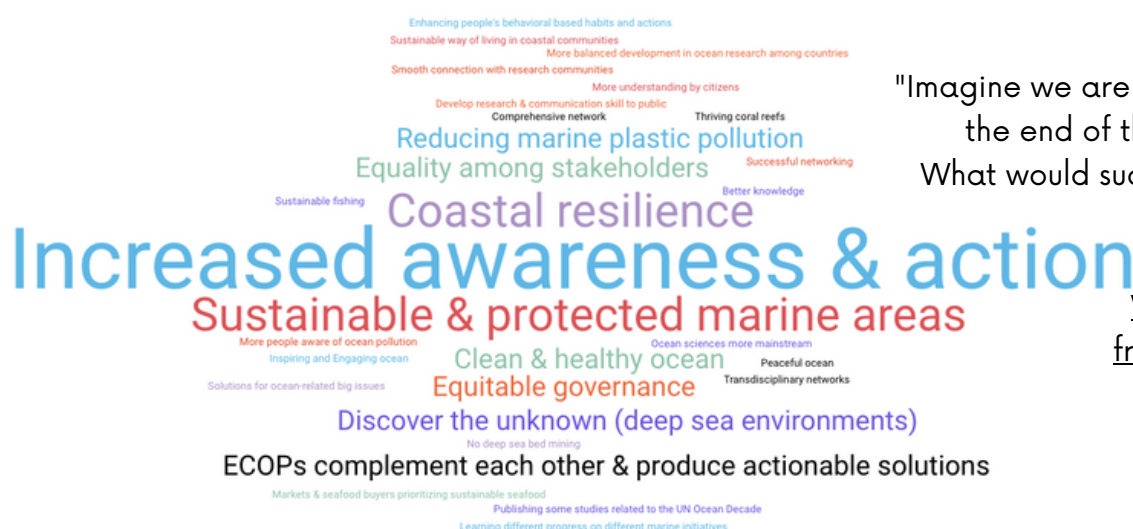 Enhancing people's behavioral based habits and actions
Sustainable way of living in coastal communities
More balanced development in ocean research among countries
Smooth connection with research communities
More understanding by citizens
Develop research & communication skill to public
Comprehensive network
Thriving coral reefs
Reducing marine plastic pollution
Equality among stakeholders
Successful networking
Better knowledge
Sustainable fishing
Coastal resilience
Increased awareness & action
Sustainable & protected marine areas
More people aware of ocean pollution
Ocean sciences more mainstream
Inspiring and Engaging ocean
Clean & healthy ocean
Peaceful ocean
Solutions for ocean-related big issues
Equitable governance
Transdisciplinary networks
Discover the unknown (deep sea environments)
No deep sea bed mining
ECOPs complement each other & produce actionable solutions
Markets & seafood buyers prioritizing sustainable seafood
Publishing some studies related to the UN Ocean Decade
Learning different progress on different marine initiatives
"Imagine we are
the end of
What would